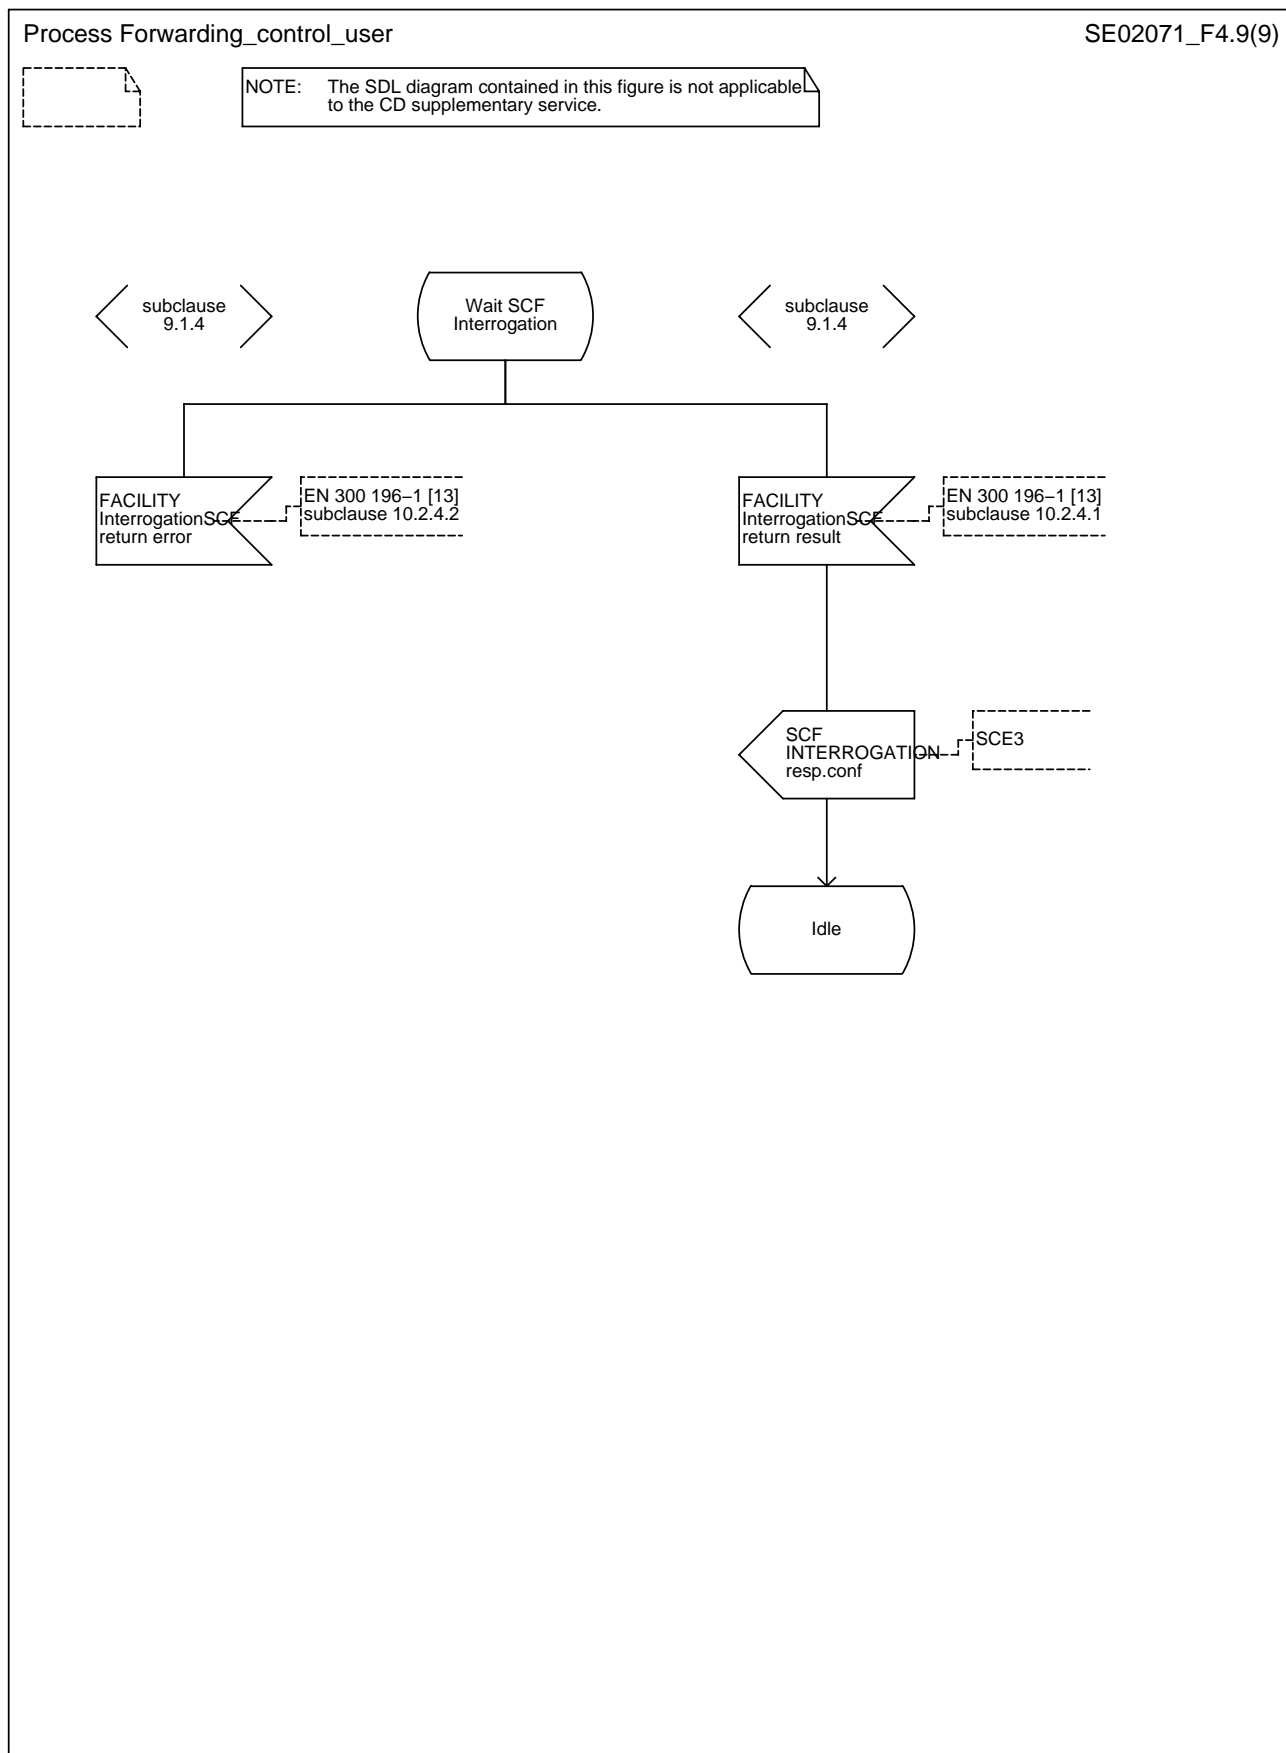 Process Forwarding_control_user
SE02071_F4.9(9)
NOTE: The SDL diagram contained in this figure is not applicable
to the CD supplementary service.
subclause
9.1.4
Wait SCF
Interrogation
subclause
9.1.4
FACILITY
InterrogationSCF
return error
EN 300 196–1 [13]
subclause 10.2.4.2
FACILITY
InterrogationSCF
return result
EN 300 196–1 [13]
subclause 10.2.4.1
SCF
INTERROGATION
resp.conf
SCE3
Idle